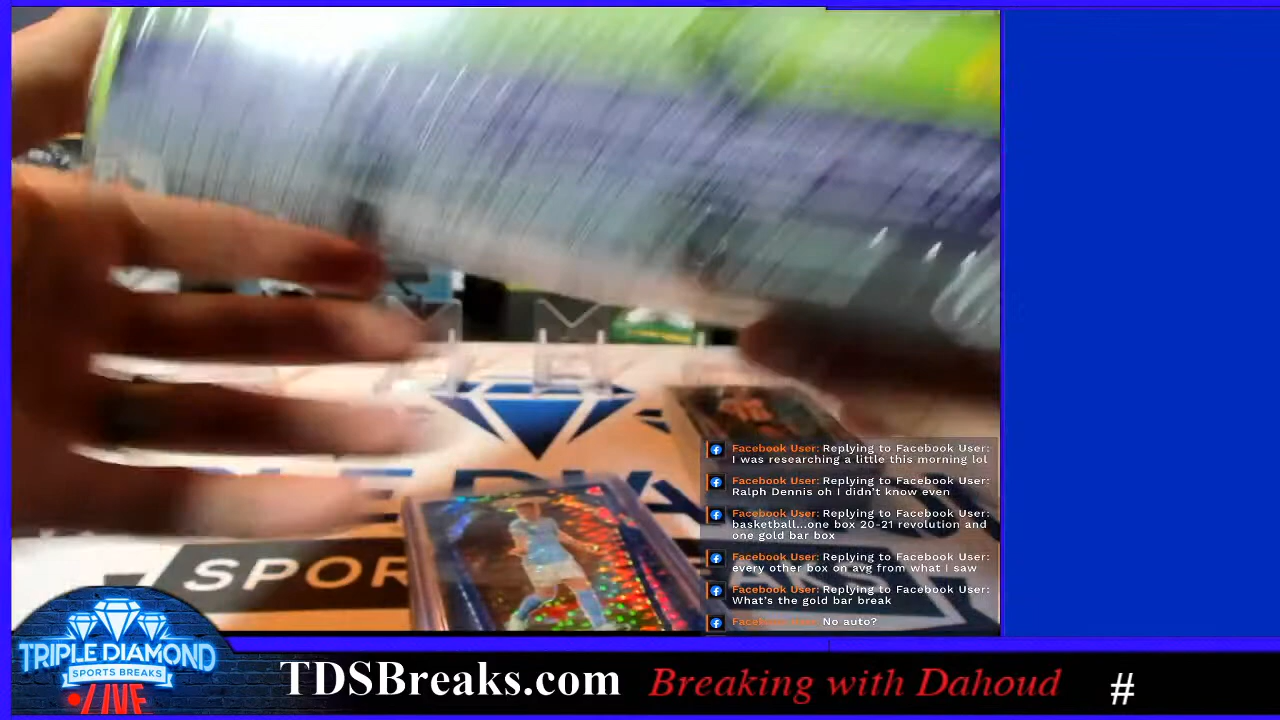 Facebook User: Replying to Facebook User:
I was researching a little this morning lol
Facebook User: Replying to Facebook User:
Ralph Dennis oh I didn't know even
Facebook User: Replying to Facebook User:
basketball...one box 20-21 revolution and
one gold bar box
Facebook User: Replying to Facebook User:
every other box on avg from what I saw
Facebook User: Replying to Facebook User:
What's the gold bar break
Facebook User: No auto?
SPOR
TRIPLE DIAMOND
SPORTS BREAKS
LIVE
TDSBreaks.com
Breaking with Dahoud
#